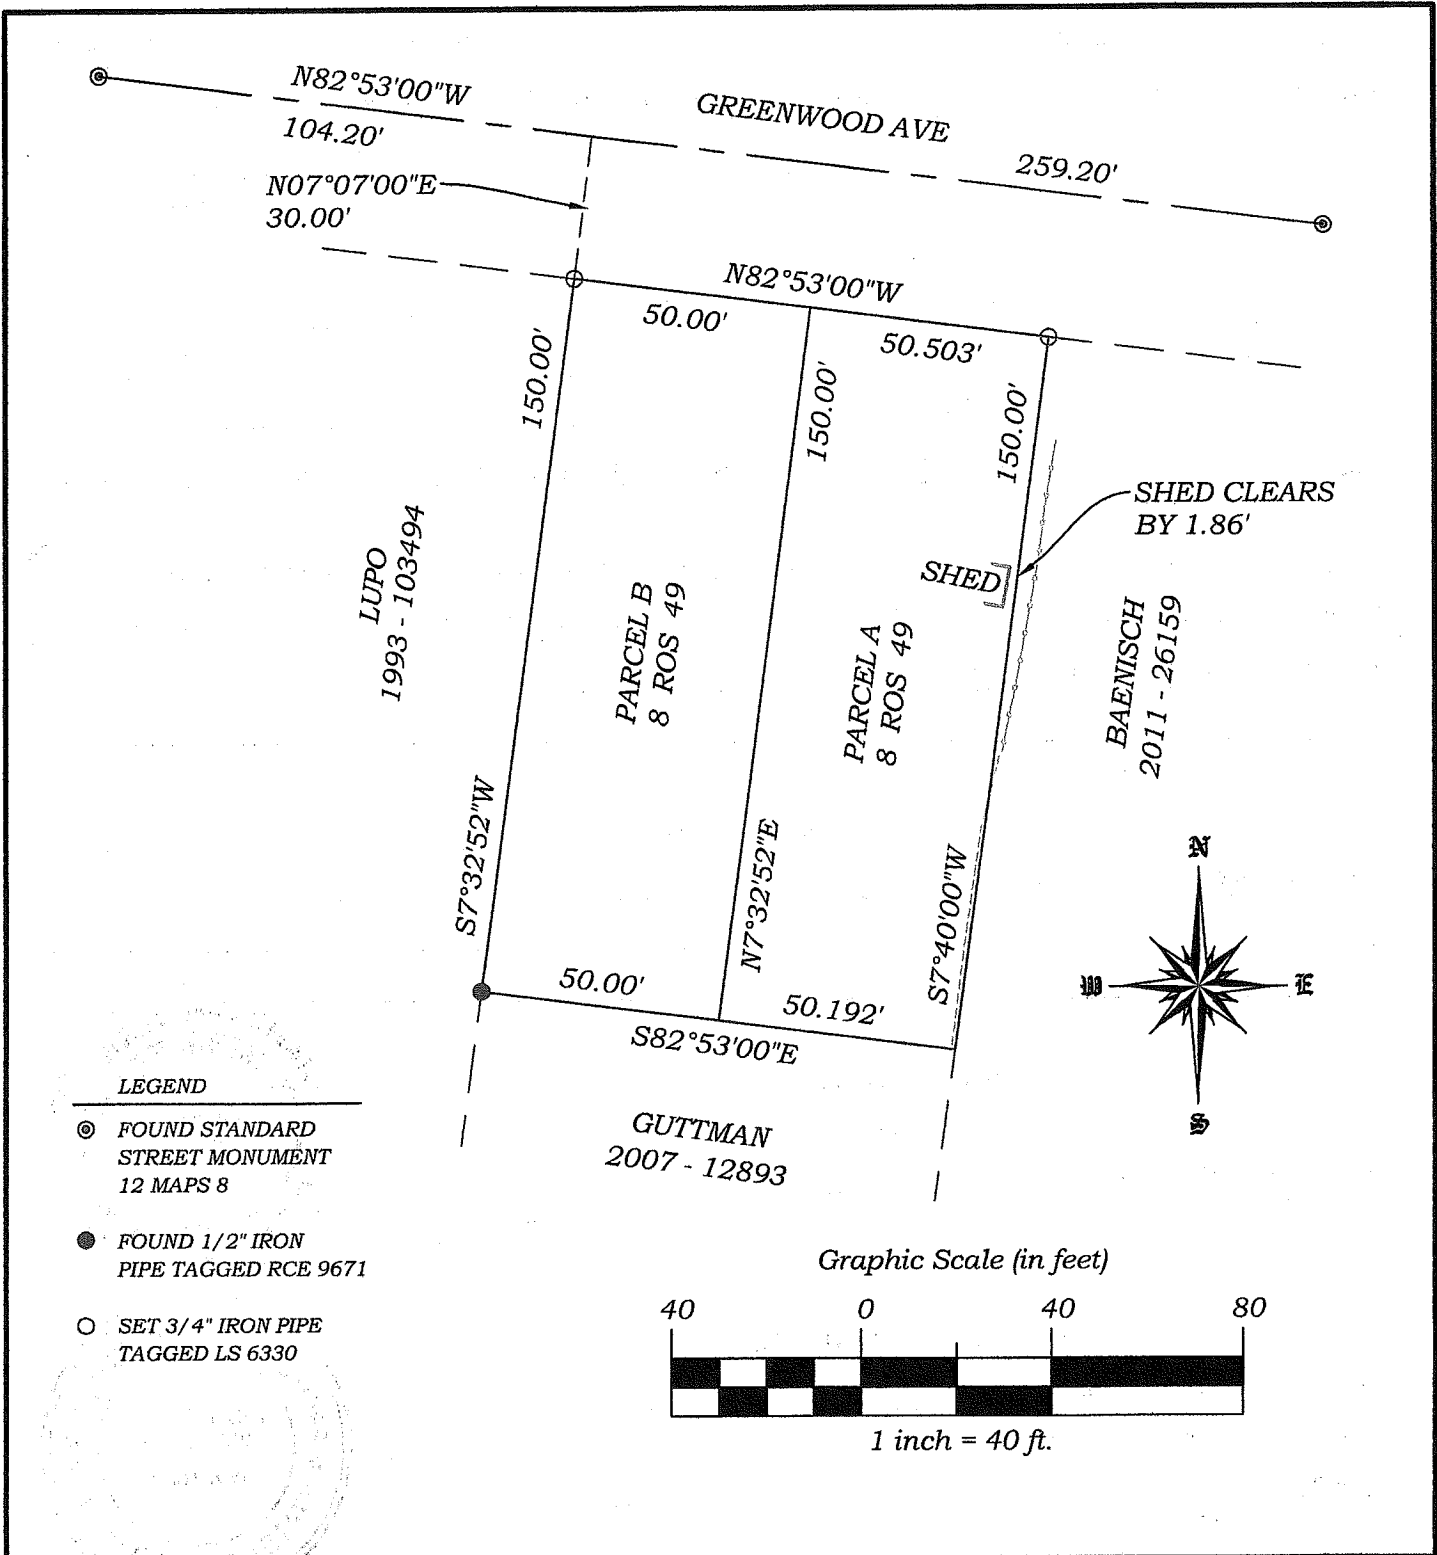 N82°53'00"W
104.20'
GREENWOOD AVE
259.20'
N07°07'00"E
30.00'
N82°53'00"W
50.00'
50.503'
150.00'
150.00'
150.00'
SHED CLEARS
BY 1.86'
SHED
LUPO
1993 - 103494
PARCEL B
8 ROS 49
PARCEL A
8 ROS 49
BAENISCH
2011 - 26159
S7°32'52"W
N7°32'52"E
S7°40'00"W
50.00'
50.192'
S82°53'00"E
GUTTMAN
2007 - 12893
N
W
E
S
LEGEND
FOUND STANDARD
STREET MONUMENT
12 MAPS 8
FOUND 1/2" IRON
PIPE TAGGED RCE 9671
SET 3/4" IRON PIPE
TAGGED LS 6330
Graphic Scale (in feet)
40 0 40 80
1 inch = 40 ft.